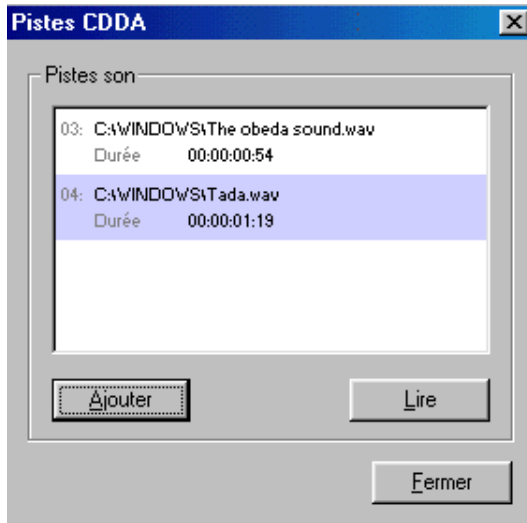 Pistes CDDA
Pistes son
03: C:\WINDOWS\The obeda sound.wav
Durée 00:00:00:54
04: C:\WINDOWS\Tada.wav
Durée 00:00:01:19
Ajouter
Lire
Fermer